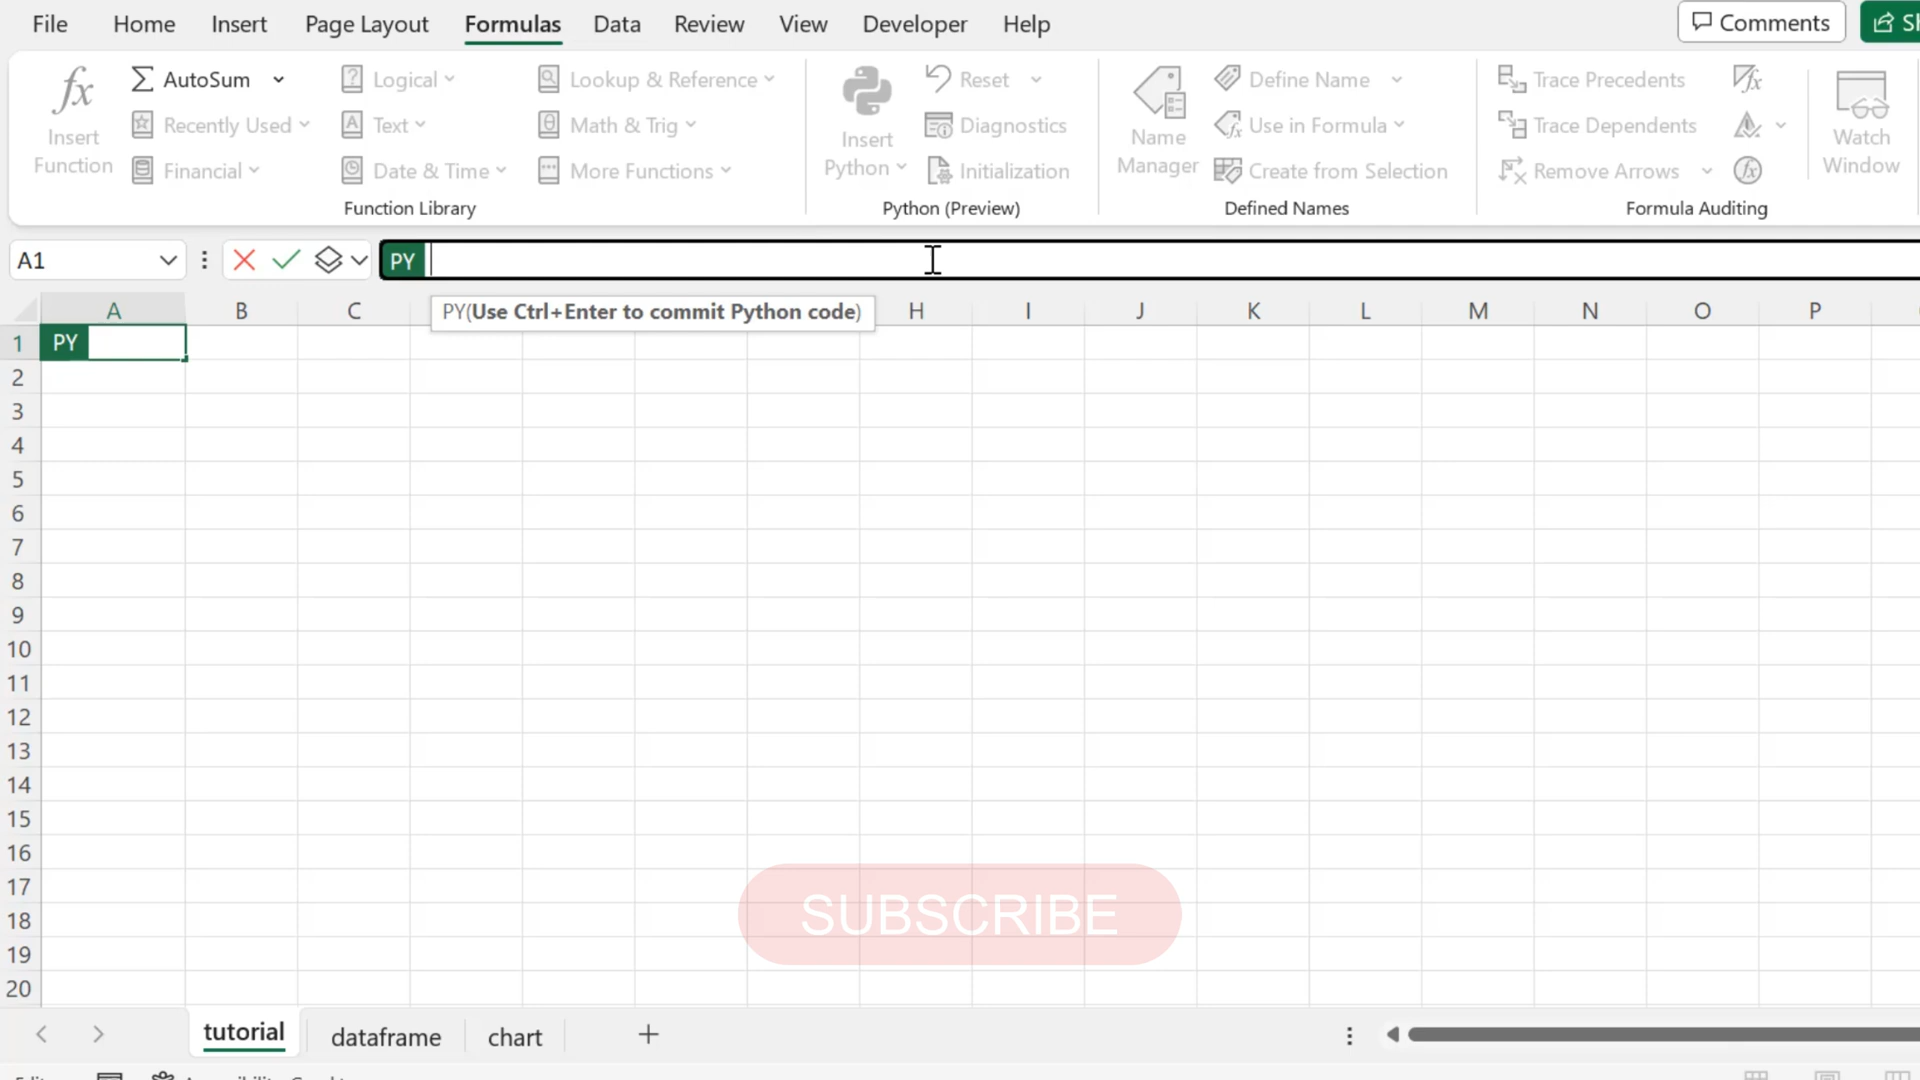 File Home Insert Page Layout Formulas Data Review View Developer Help Comments
fx Insert Function
AutoSum
Recently Used
Financial
Logical
Text
Date & Time
Lookup & Reference
Math & Trig
More Functions
Function Library
Insert Python
Reset
Diagnostics
Initialization
Python (Preview)
Name Manager
Define Name
Use in Formula
Create from Selection
Defined Names
Trace Precedents
Trace Dependents
Remove Arrows
Formula Auditing
Watch Window
A1 PY
PY(Use Ctrl+Enter to commit Python code)
A B C H I J K L M N O P
1 PY
2
3
4
5
6
7
8
9
10
11
12
13
14
15
16
17
18
19
20
SUBSCRIBE
tutorial dataframe chart